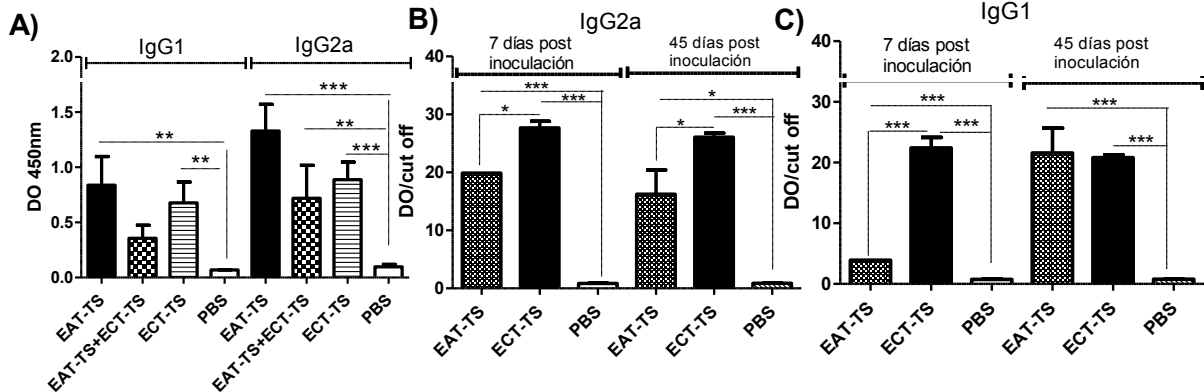 A)
IgG1 IgG2a
***
** **
** ***
DO 450nm
2.0
1.5
1.0
0.5
0.0
EAT-TS
EAT-TS+ECT-TS
ECT-TS
PBS
EAT-TS
EAT-TS+ECT-TS
ECT-TS
PBS
B)
IgG2a
7 días post
inoculación
45 días post
inoculación
*** *
* *** * ***
DO/cut off
40
30
20
10
0
EAT-TS
ECT-TS
PBS
EAT-TS
ECT-TS
PBS
C)
IgG1
7 días post
inoculación
45 días post
inoculación
*** ***
*** *** ***
DO/cut off
40
30
20
10
0
EAT-TS
ECT-TS
PBS
EAT-TS
ECT-TS
PBS